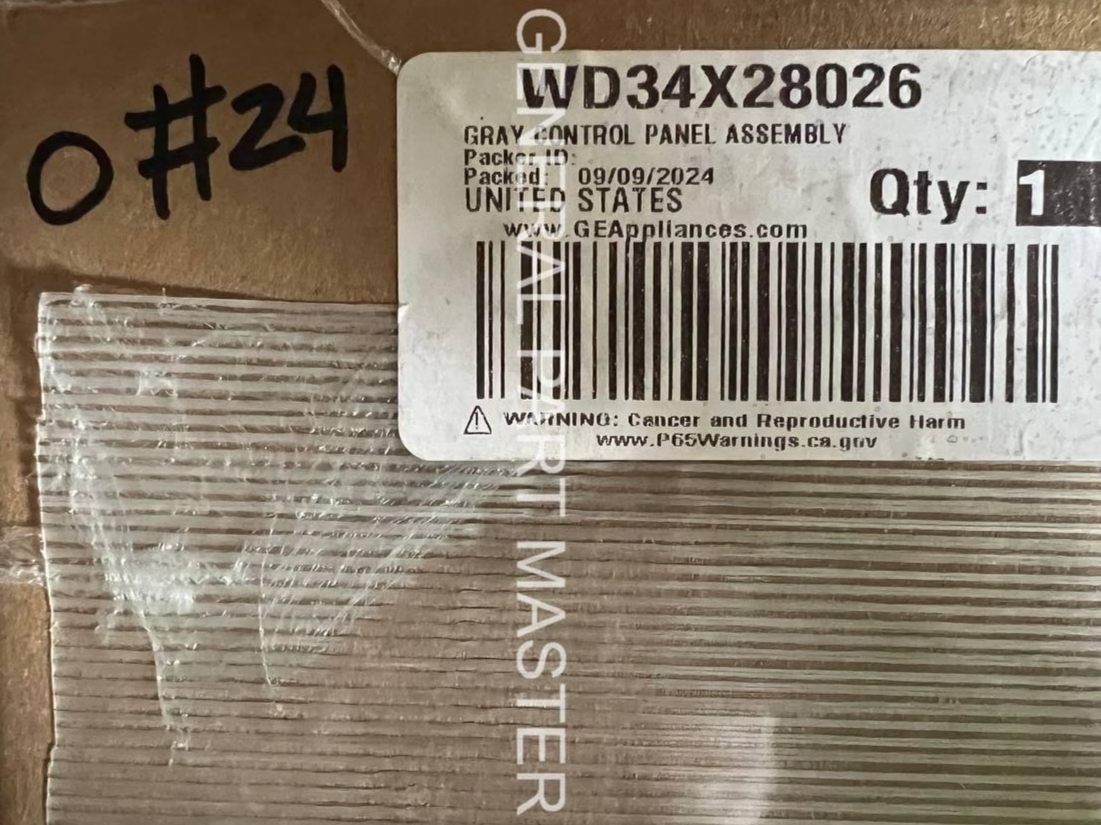 O #24
WD34X28026
GRAY CONTROL PANEL ASSEMBLY
Packer ID:
Packed: 09/09/2024
UNITED STATES
Qty: 1
www.GEAppliances.com
WARNING: Cancer and Reproductive Harm
www.P65Warnings.ca.gov
GENUINAL PART MASTER